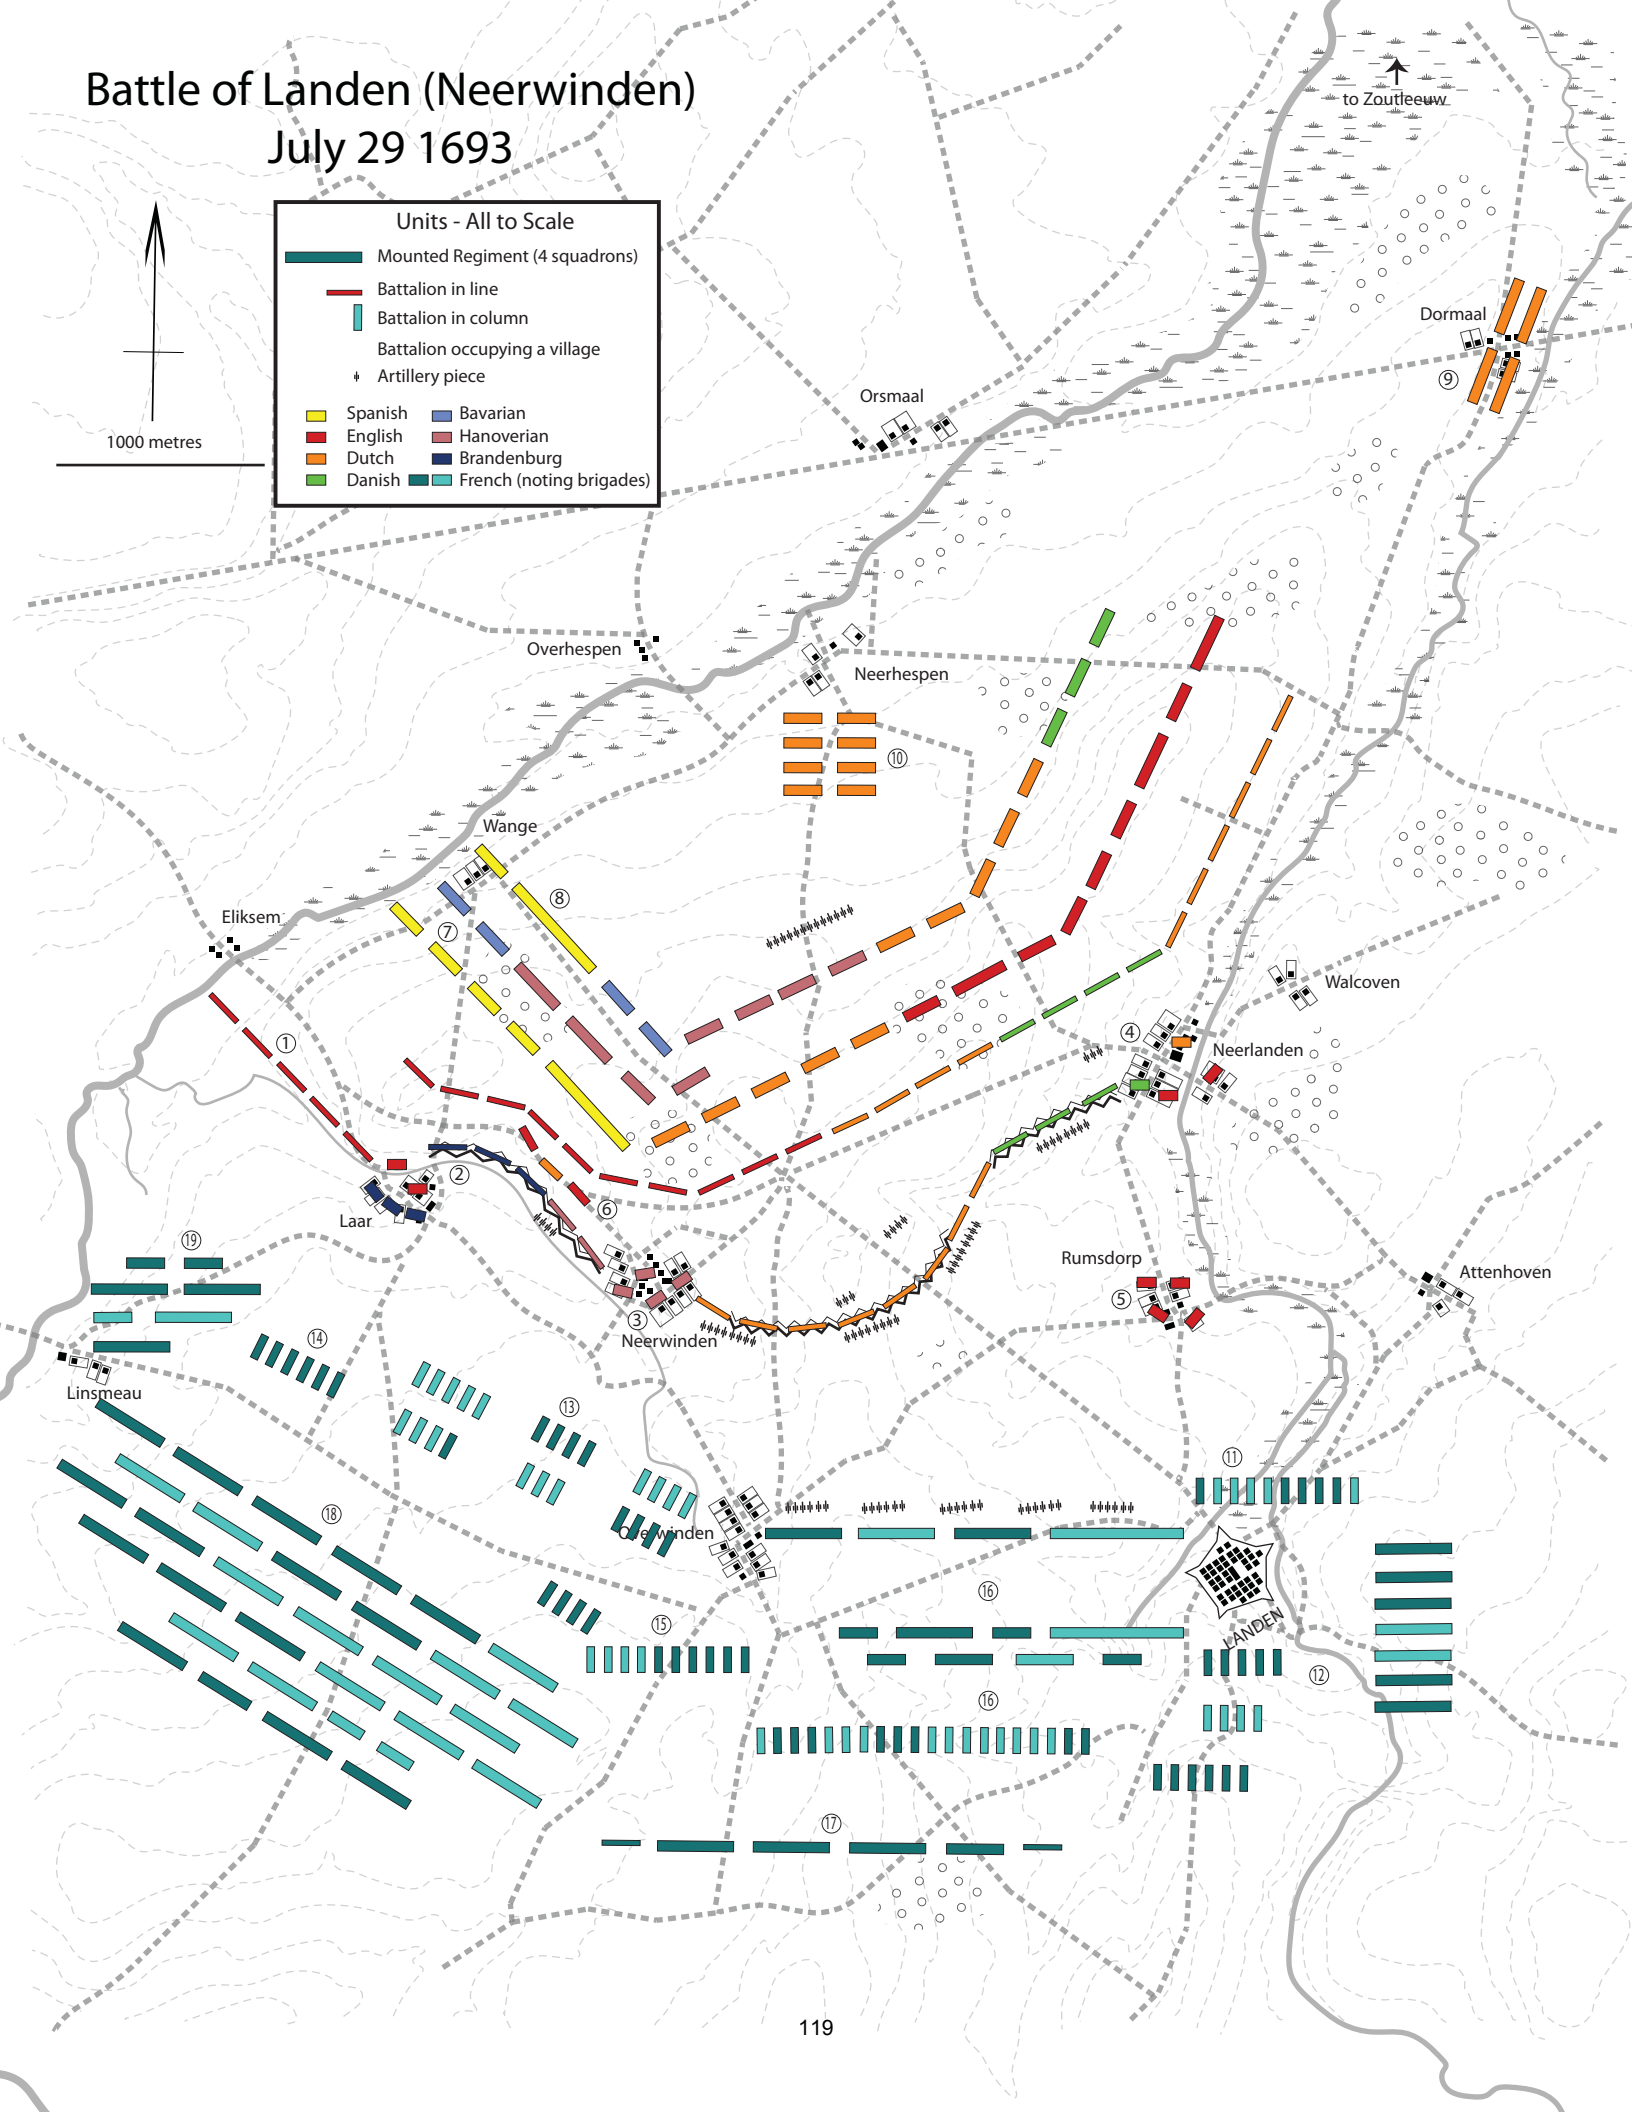 Battle of Landen (Neerwinden)
July 29 1693
to Zoutleeuw
Units - All to Scale
Mounted Regiment (4 squadrons)
Battalion in line
Battalion in column
Battalion occupying a village
Artillery piece
Spanish
Bavarian
English
Hanoverian
Dutch
Brandenburg
Danish
French (noting brigades)
1000 metres
Dormaal
⑨
Orsmaal
Overhespen
Neerhespen
⑩
Wange
⑧
Eliksem
⑦
Walcoven
①
④
Neerlanden
②
Laar
⑥
⑲
Rumsdorp
Attenhoven
⑤
③
Neerwinden
⑭
Linsmeau
⑬
⑪
⑱
Overwinden
⑯
⑮
LANDEN
⑫
⑯
⑰
119